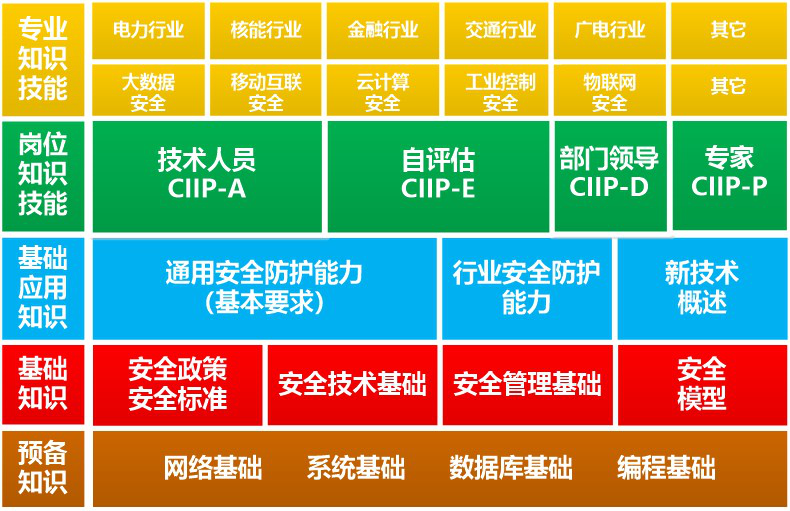 专业
知识
技能
电力行业
核能行业
金融行业
交通行业
广电行业
其它
大数据
安全
移动互联
安全
云计算
安全
工业控制
安全
物联网
安全
其它
岗位
知识
技能
技术人员
CIIP-A
自评估
CIIP-E
部门领导
CIIP-D
专家
CIIP-P
基础
应用
知识
通用安全防护能力
（基本要求）
行业安全防护
能力
新技术
概述
基础
知识
安全政策
安全标准
安全技术基础
安全管理基础
安全
模型
预备
知识
网络基础
系统基础
数据库基础
编程基础